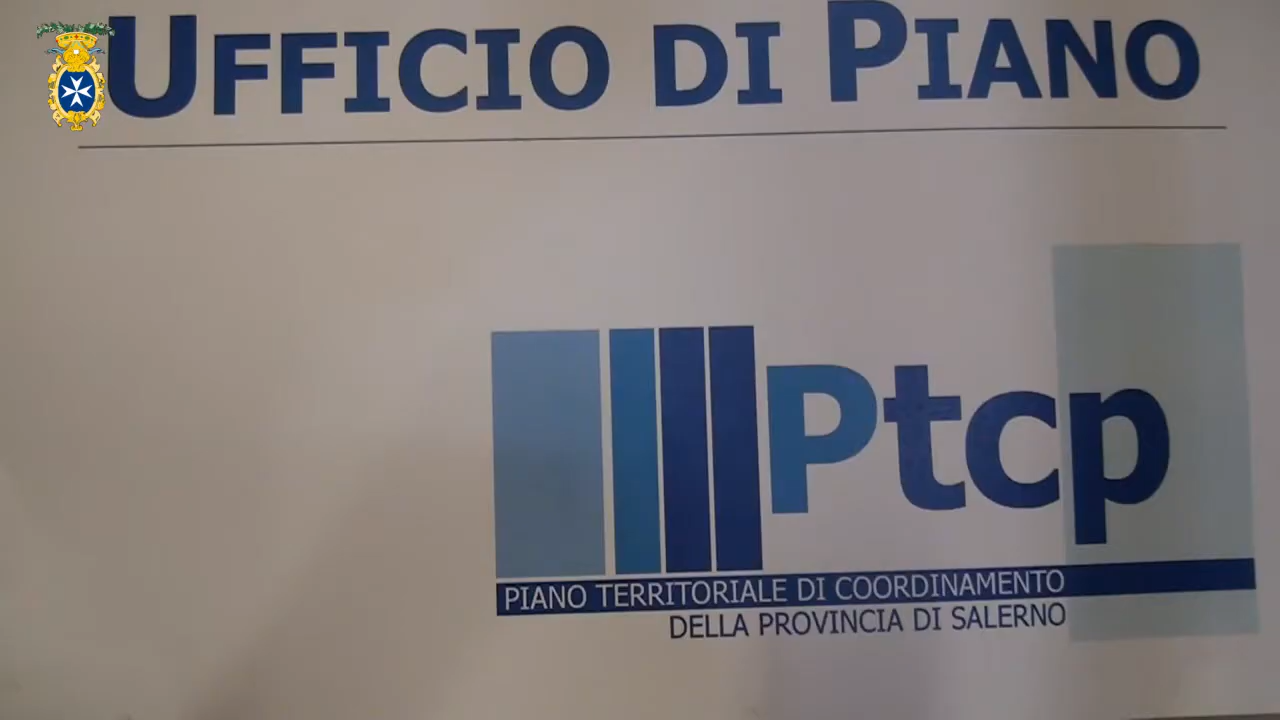 UFFICIO DI PIANO
Ptcp
PIANO TERRITORIALE DI COORDINAMENTO
DELLA PROVINCIA DI SALERNO